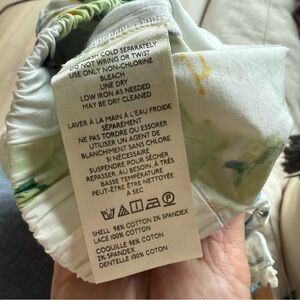 COLD SEPARATELY
DO NOT WRING OR TWIST
USE ONLY NON-CHLORINE
BLEACH
LINE DRY
LOW IRON AS NEEDED
MAY BE DRY CLEANED
LAVER À LA MAIN À L'EAU FROIDE
SÉPARÉMENT
NE PAS TORDRE OU ESSORER
UTILISER UN AGENT DE
BLANCHIMENT SANS CHLORE
SI NÉCESSAIRE
SUSPENDRE POUR SÉCHER
REPASSER, AU BESOIN, À TRÈS
BASSE TEMPÉRATURE
PEUT-ÊTRE ÊTRE NETTOYÉE
À SEC
SHELL 98% COTTON 2% SPANDEX
LACE 100% COTTON
COQUILLE 98% COTON
2% SPANDEX
DENTELLE 100% COTON